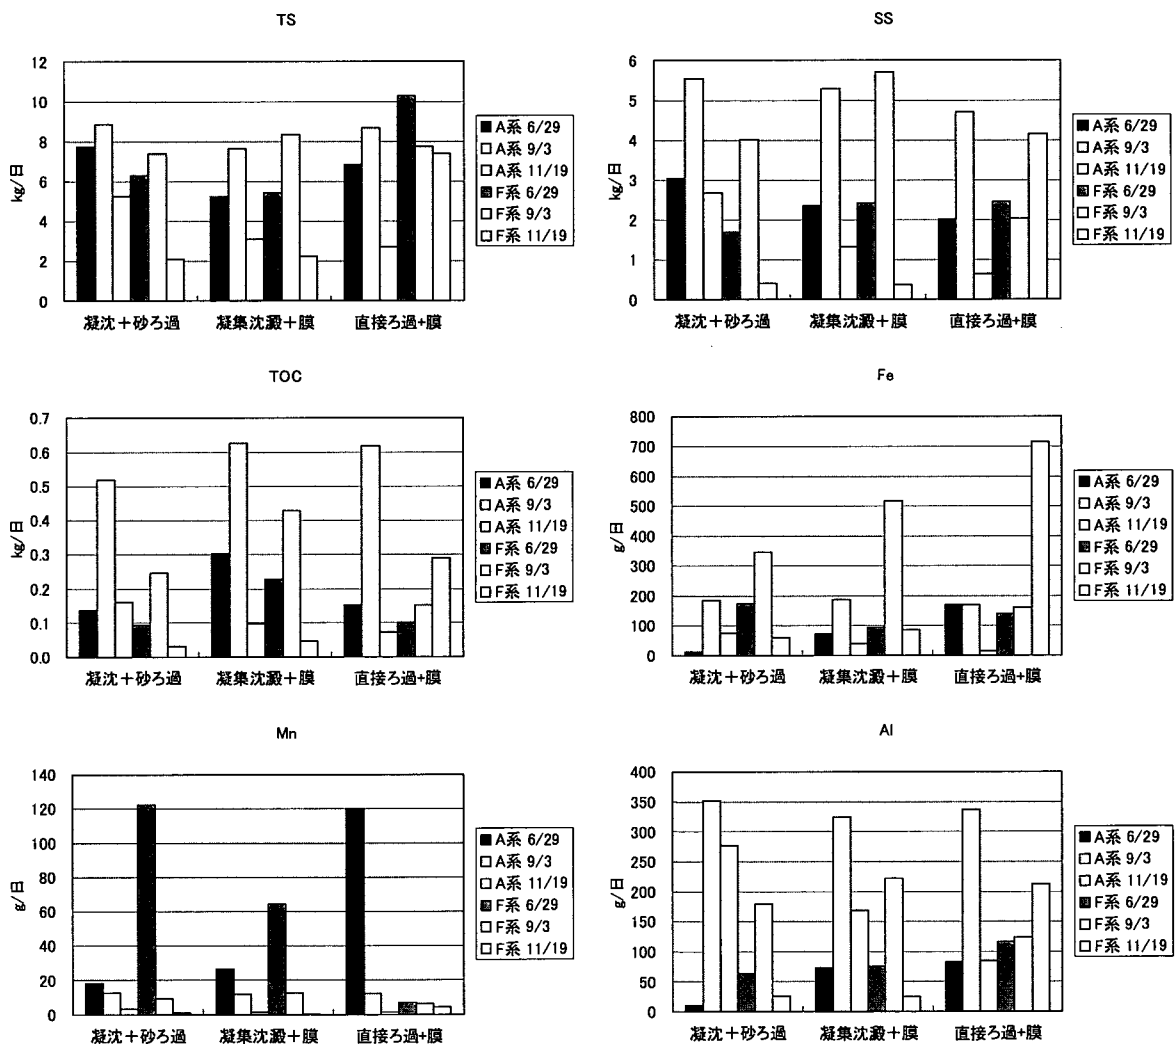 TS
12
10
8
6
4
2
0
kg/日
凝沈+砂ろ過 凝集沈澱+膜 直接ろ過+膜
A系 6/29
A系 9/3
A系 11/19
F系 6/29
F系 9/3
F系 11/19
SS
6
5
4
3
2
1
0
kg/日
凝沈+砂ろ過 凝集沈澱+膜 直接ろ過+膜
A系 6/29
A系 9/3
A系 11/19
F系 6/29
F系 9/3
F系 11/19
TOC
0.7
0.6
0.5
0.4
0.3
0.2
0.1
0.0
kg/日
凝沈+砂ろ過 凝集沈澱+膜 直接ろ過+膜
A系 6/29
A系 9/3
A系 11/19
F系 6/29
F系 9/3
F系 11/19
Fe
800
700
600
500
400
300
200
100
0
g/日
凝沈+砂ろ過 凝集沈澱+膜 直接ろ過+膜
A系 6/29
A系 9/3
A系 11/19
F系 6/29
F系 9/3
F系 11/19
Mn
140
120
100
80
60
40
20
0
g/日
凝沈+砂ろ過 凝集沈澱+膜 直接ろ過+膜
A系 6/29
A系 9/3
A系 11/19
F系 6/29
F系 9/3
F系 11/19
Al
400
350
300
250
200
150
100
50
0
g/日
凝沈+砂ろ過 凝集沈澱+膜 直接ろ過+膜
A系 6/29
A系 9/3
A系 11/19
F系 6/29
F系 9/3
F系 11/19